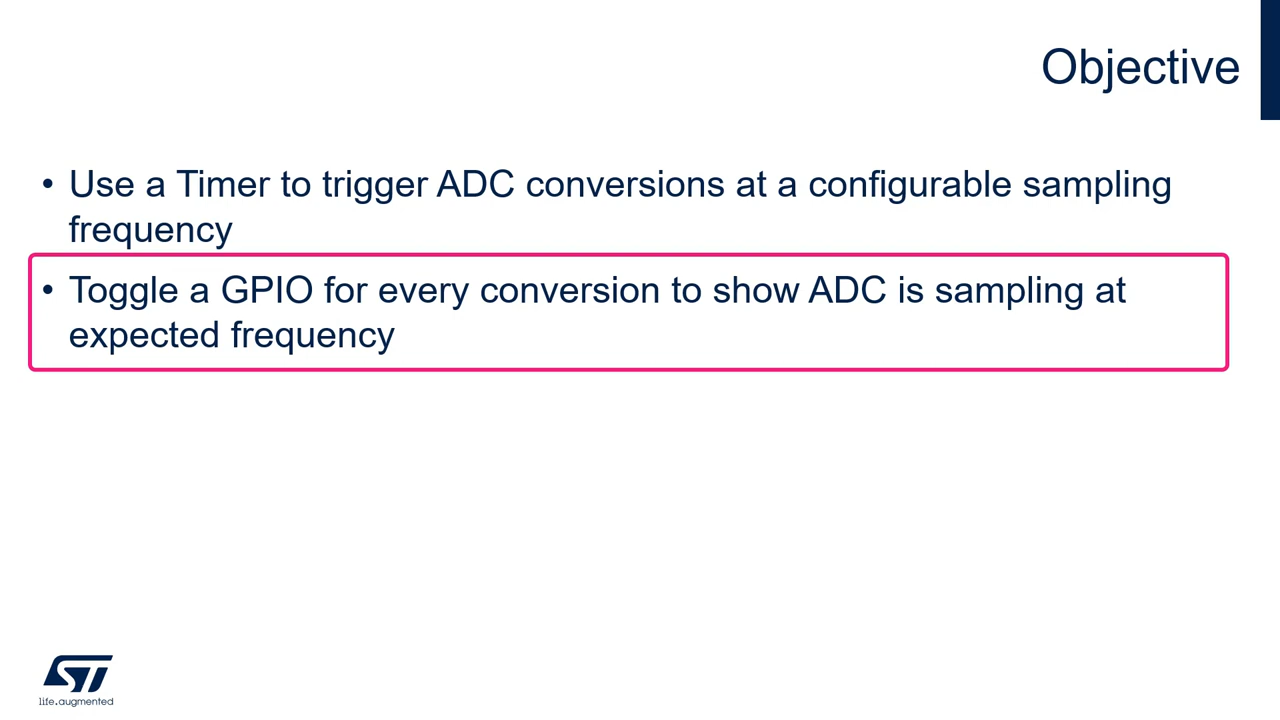 Objective
• Use a Timer to trigger ADC conversions at a configurable sampling
frequency
• Toggle a GPIO for every conversion to show ADC is sampling at
expected frequency
ST
life.augmented